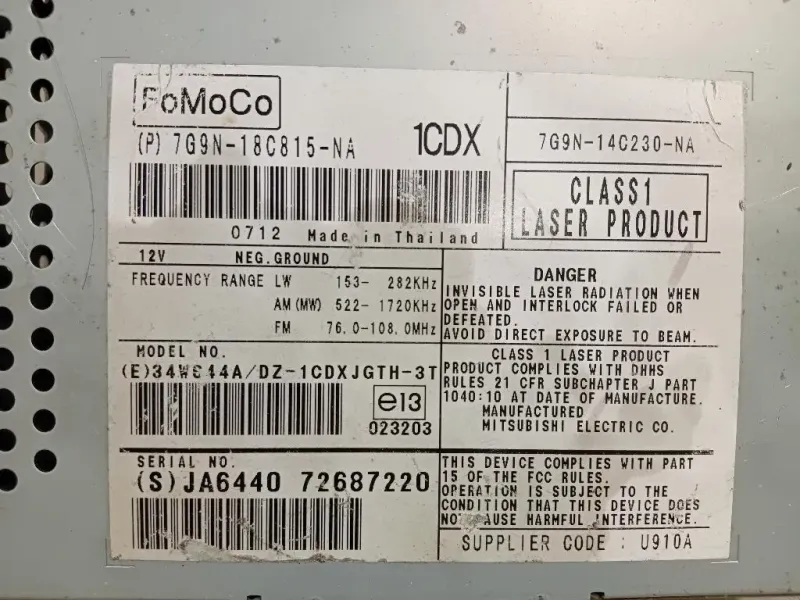 FoMoCo
(P) 7G9N-18C815-NA 1CDX
0712 Made in Thailand
7G9N-14C230-NA
CLASS1
LASER PRODUCT
12V NEG.GROUND
FREQUENCY RANGE LW 153- 282KHz
AM(MW) 522- 1720KHz
FM 76.0-108.0MHz
DANGER
INVISIBLE LASER RADIATION WHEN
OPEN AND INTERLOCK FAILED OR
DEFEATED.
AVOID DIRECT EXPOSURE TO BEAM.
MODEL NO.
e13
023203
CLASS 1 LASER PRODUCT
PRODUCT COMPLIES WITH DHHS
RULES 21 CFR SUBCHAPTER J PART
1040:10 AT DATE OF MANUFACTURE.
MANUFACTURED
MITSUBISHI ELECTRIC CO.
SERIAL NO.
(S)JA6440 72687220
THIS DEVICE COMPLIES WITH PART
15 OF THE FCC RULES.
OPERATION IS SUBJECT TO THE
CONDITION THAT THIS DEVICE DOES
HARMFUL INTERFERENCE.
SUPPLIER CODE : U910A